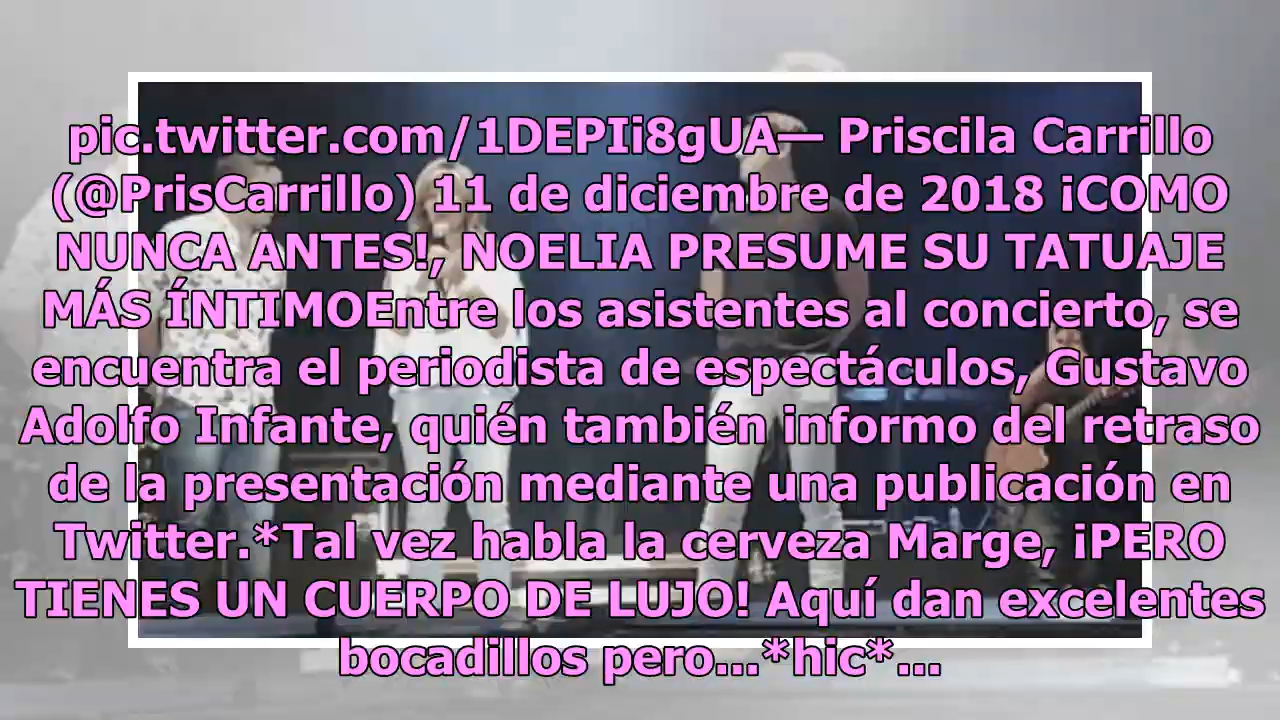 pic.twitter.com/1DEPIi8gUA— Priscila Carrillo
(@PrisCarrillo) 11 de diciembre de 2018 ¡COMO
NUNCA ANTES!, NOELIA PRESUME SU TATUAJE
MÁS ÍNTIMOEntre los asistentes al concierto, se
encuentra el periodista de espectáculos, Gustavo
Adolfo Infante, quién también informo del retraso
de la presentación mediante una publicación en
Twitter.*Tal vez habla la cerveza Marge, ¡PERO
TIENES UN CUERPO DE LUJO! Aquí dan excelentes
bocadillos pero...*hic*...